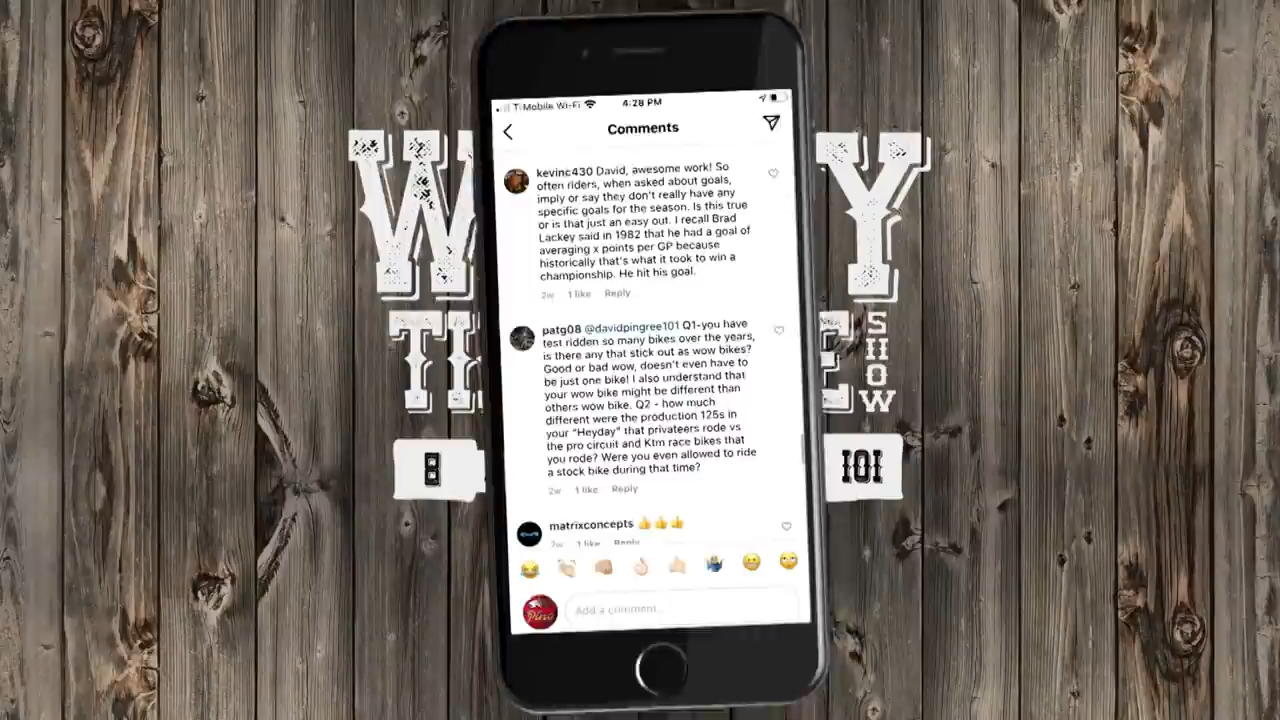 T-Mobile Wi-Fi 4:28 PM
Comments
kevinc430 David, awesome work! So
often riders, when asked about goals,
imply or say they don't really have any
specific goals for the season. Is this true
or is that just an easy out. I recall Brad
Lackey said in 1982 that he had a goal of
averaging x points per GP because
historically that's what it took to win a
championship. He hit his goal.
2w 1 like Reply
patg08 @davidpingree101 Q1-you have
test ridden so many bikes over the years,
is there any that stick out as wow bikes?
Good or bad wow, doesn't even have to
be just one bike! I also understand that
your wow bike might be different than
others wow bike. Q2 - how much
different were the production 125s in
your "Heyday" that privateers rode vs
the pro circuit and Ktm race bikes that
you rode? Were you even allowed to ride
a stock bike during that time?
2w 1 like Reply
matrixconcepts 👍👍👍
2w 1 like Reply
Add a comment...
W Y
T E
SHOW
101